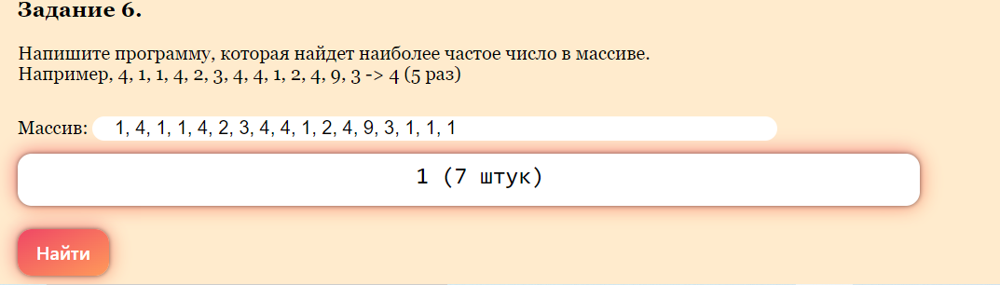 Задание 6.
Напишите программу, которая найдет наиболее частое число в массиве.
Например, 4, 1, 1, 4, 2, 3, 4, 4, 1, 2, 4, 9, 3 -> 4 (5 раз)
Массив: 1, 4, 1, 1, 4, 2, 3, 4, 4, 1, 2, 4, 9, 3, 1, 1, 1
1 (7 штук)
Найти